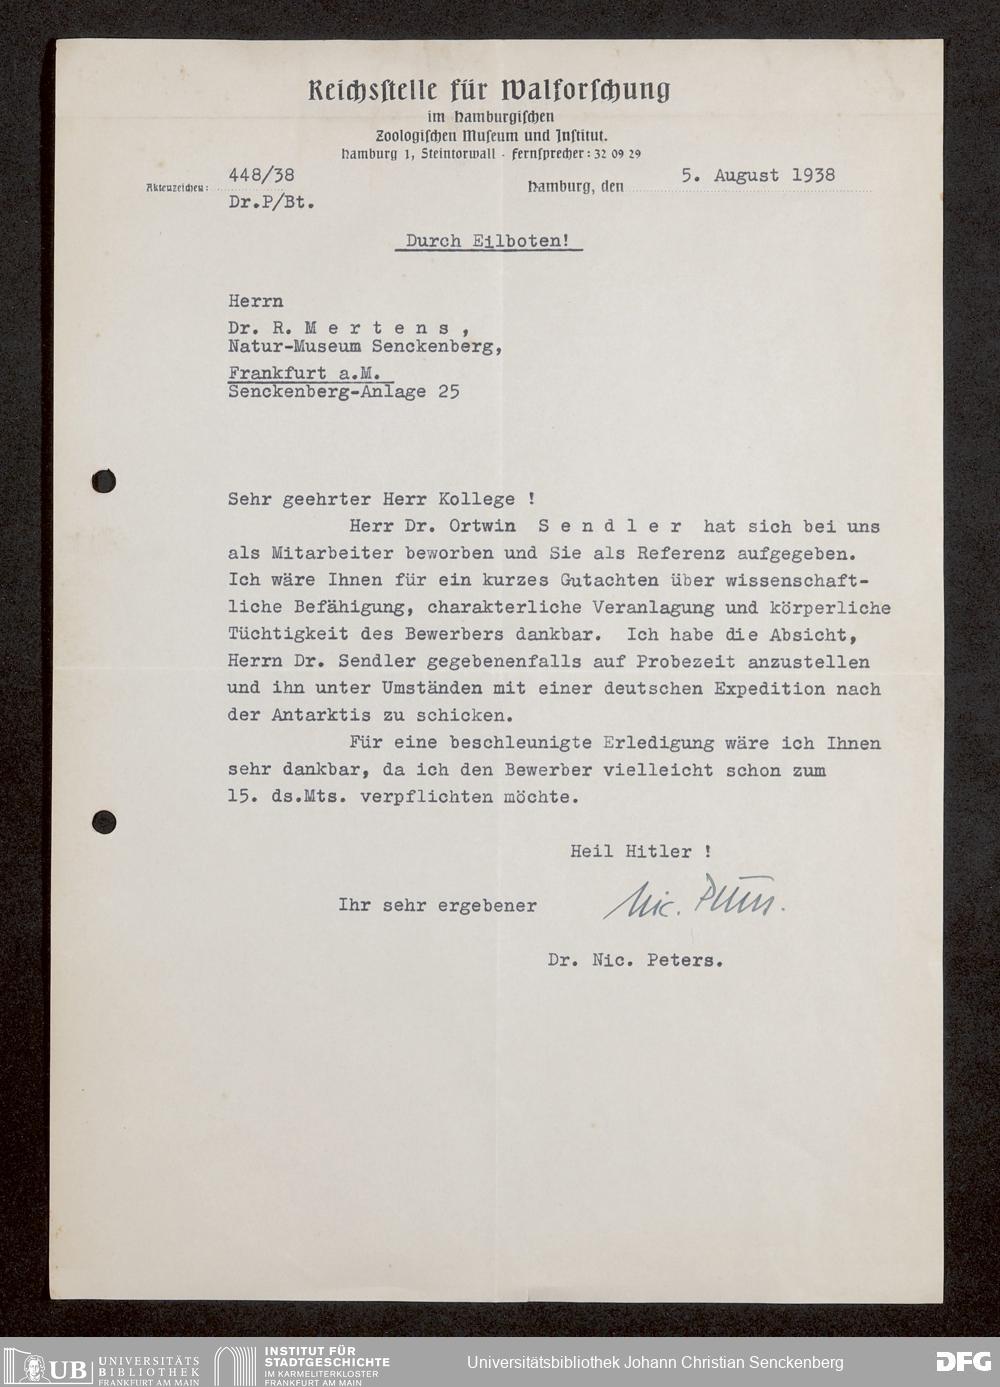 Reichsstelle für Walforschung
im Hamburgischen
Zoologischen Museum und Institut.
Hamburg 1, Steintorwall · Fernsprecher: 32 09 29
Aktenzeichen: 448/38
Dr.P/Bt.
Hamburg, den 5. August 1938
Durch Eilboten!
Herrn
Dr. R. M e r t e n s ,
Natur-Museum Senckenberg,
Frankfurt a.M.
Senckenberg-Anlage 25
Sehr geehrter Herr Kollege !
Herr Dr. Ortwin S e n d l e r hat sich bei uns
als Mitarbeiter beworben und Sie als Referenz aufgegeben.
Ich wäre Ihnen für ein kurzes Gutachten über wissenschaft-
liche Befähigung, charakterliche Veranlagung und körperliche
Tüchtigkeit des Bewerbers dankbar. Ich habe die Absicht,
Herrn Dr. Sendler gegebenenfalls auf Probezeit anzustellen
und ihn unter Umständen mit einer deutschen Expedition nach
der Antarktis zu schicken.
Für eine beschleunigte Erledigung wäre ich Ihnen
sehr dankbar, da ich den Bewerber vielleicht schon zum
15. ds.Mts. verpflichten möchte.
Heil Hitler !
Ihr sehr ergebener Nic. Peters.
Dr. Nic. Peters.
UB UNIVERSITÄTS
BIBLIOTHEK
FRANKFURT AM MAIN
INSTITUT FÜR
STADTGESCHICHTE
IM KARMELITERKLOSTER
FRANKFURT AM MAIN
Universitätsbibliothek Johann Christian Senckenberg
DFG